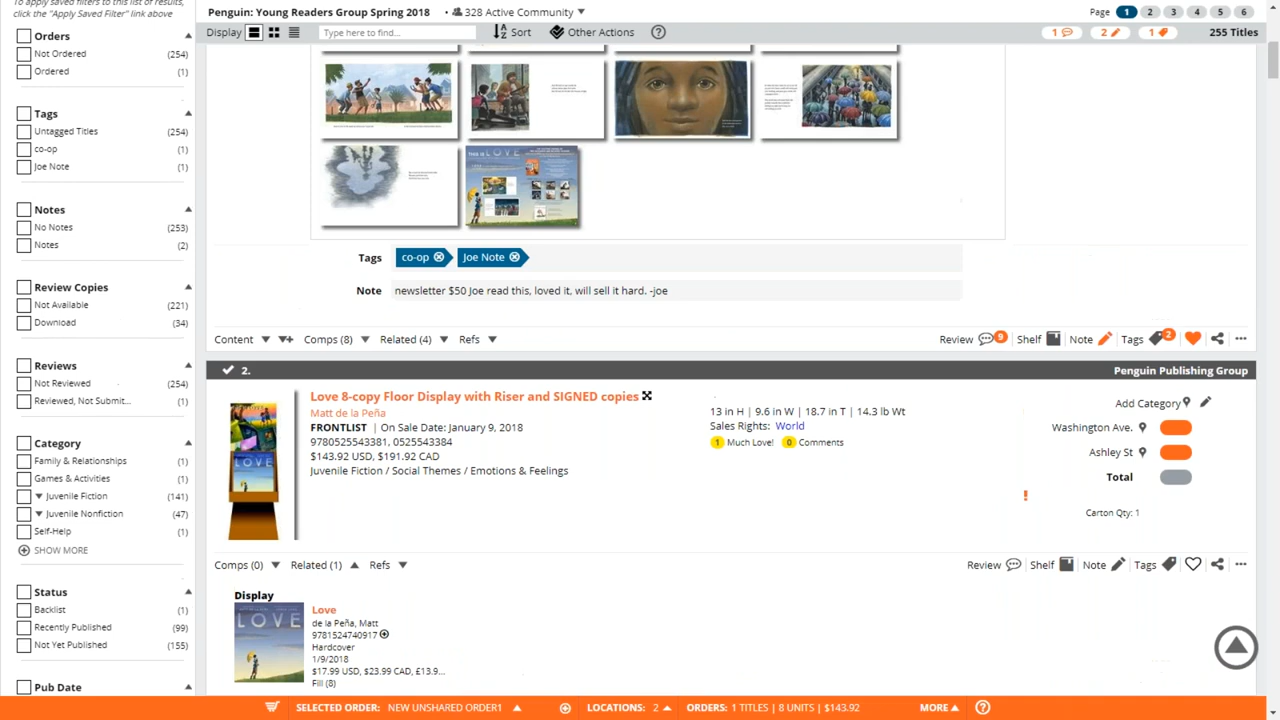 To apply saved filters to this list of results,
click the "Apply Saved Filter" link above
Orders
Not Ordered (254)
Ordered (1)
Tags
Untagged Titles (254)
co-op (1)
Joe Note (1)
Notes
No Notes (253)
Notes (2)
Review Copies
Not Available (221)
Download (34)
Reviews
Not Reviewed (254)
Reviewed, Not Submit... (1)
Category
Family & Relationships (1)
Games & Activities (1)
Juvenile Fiction (141)
Juvenile Nonfiction (47)
Self-Help (1)
SHOW MORE
Status
Backlist (1)
Recently Published (99)
Not Yet Published (155)
Pub Date
Penguin: Young Readers Group Spring 2018 • 328 Active Community
Page 1 2 3 4 5 6
Display Type here to find... Sort Other Actions ?
1 2 1 255 Titles
THIS IS LOVE
Tags co-op Joe Note
Note newsletter $50 Joe read this, loved it, will sell it hard. -joe
Content Comps (8) Related (4) Refs
Review 9 Shelf Note Tags 2
2. Penguin Publishing Group
Love 8-copy Floor Display with Riser and SIGNED copies
Matt de la Peña
FRONTLIST | On Sale Date: January 9, 2018
9780525543381, 0525543384
$143.92 USD, $191.92 CAD
Juvenile Fiction / Social Themes / Emotions & Feelings
LOVE
13 in H | 9.6 in W | 18.7 in T | 14.3 lb Wt
Sales Rights: World
1 Much Love! 0 Comments
Add Category
Washington Ave.
Ashley St
Total
!
Carton Qty: 1
Comps (0) Related (1) Refs
Review Shelf Note Tags
Display
LOVE
Love
de la Peña, Matt
9781524740917
Hardcover
1/9/2018
$17.99 USD, $23.99 CAD, £13.9...
Fill (8)
SELECTED ORDER: NEW UNSHARED ORDER1 LOCATIONS: 2 ORDERS: 1 TITLES | 8 UNITS | $143.92 MORE ?